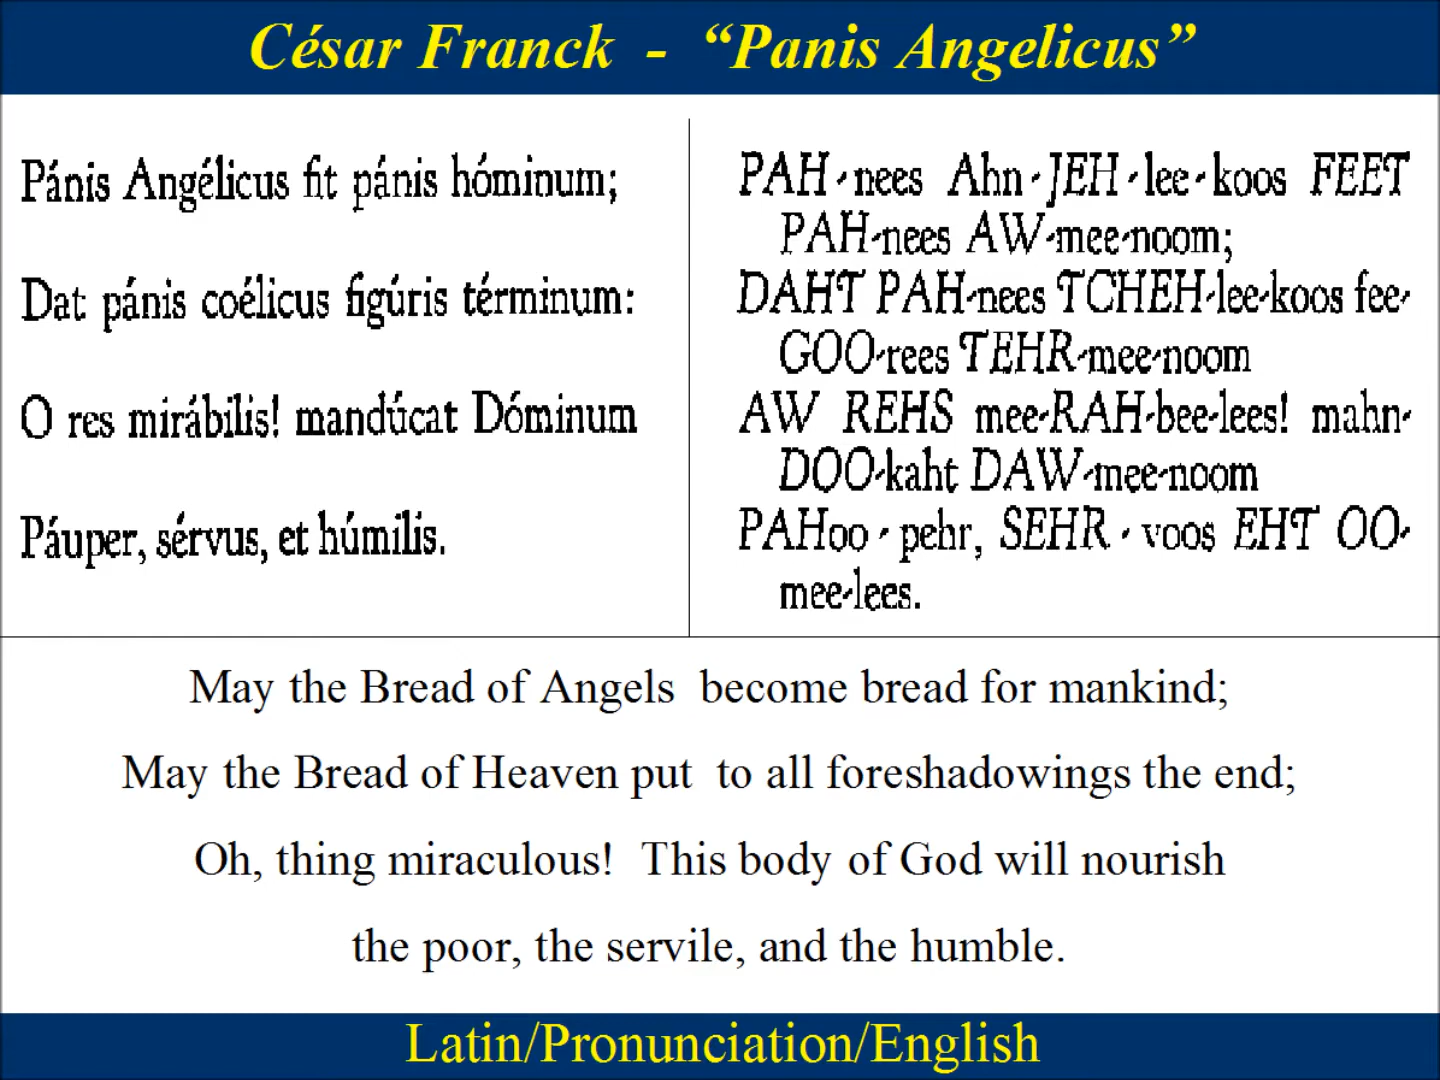 César Franck - “Panis Angelicus”
Pánis Angélicus fit pánis hóminum;
Dat pánis coélicus figúris términum:
O res mirábilis! mandúcat Dóminum
Páuper, sérvus, et húmilis.
PAH-nees Ahn-JEH-lee-koos FEET
PAH-nees AW-mee-noom;
DAHT PAH-nees TCHEH-lee-koos fee-
GOO-rees TEHR-mee-noom
AW REHS mee-RAH-bee-lees! mahn-
DOO-kaht DAW-mee-noom
PAHoo-pehr, SEHR-voos EHT OO-
mee-lees.
May the Bread of Angels become bread for mankind;
May the Bread of Heaven put to all foreshadowings the end;
Oh, thing miraculous! This body of God will nourish
the poor, the servile, and the humble.
Latin/Pronunciation/English